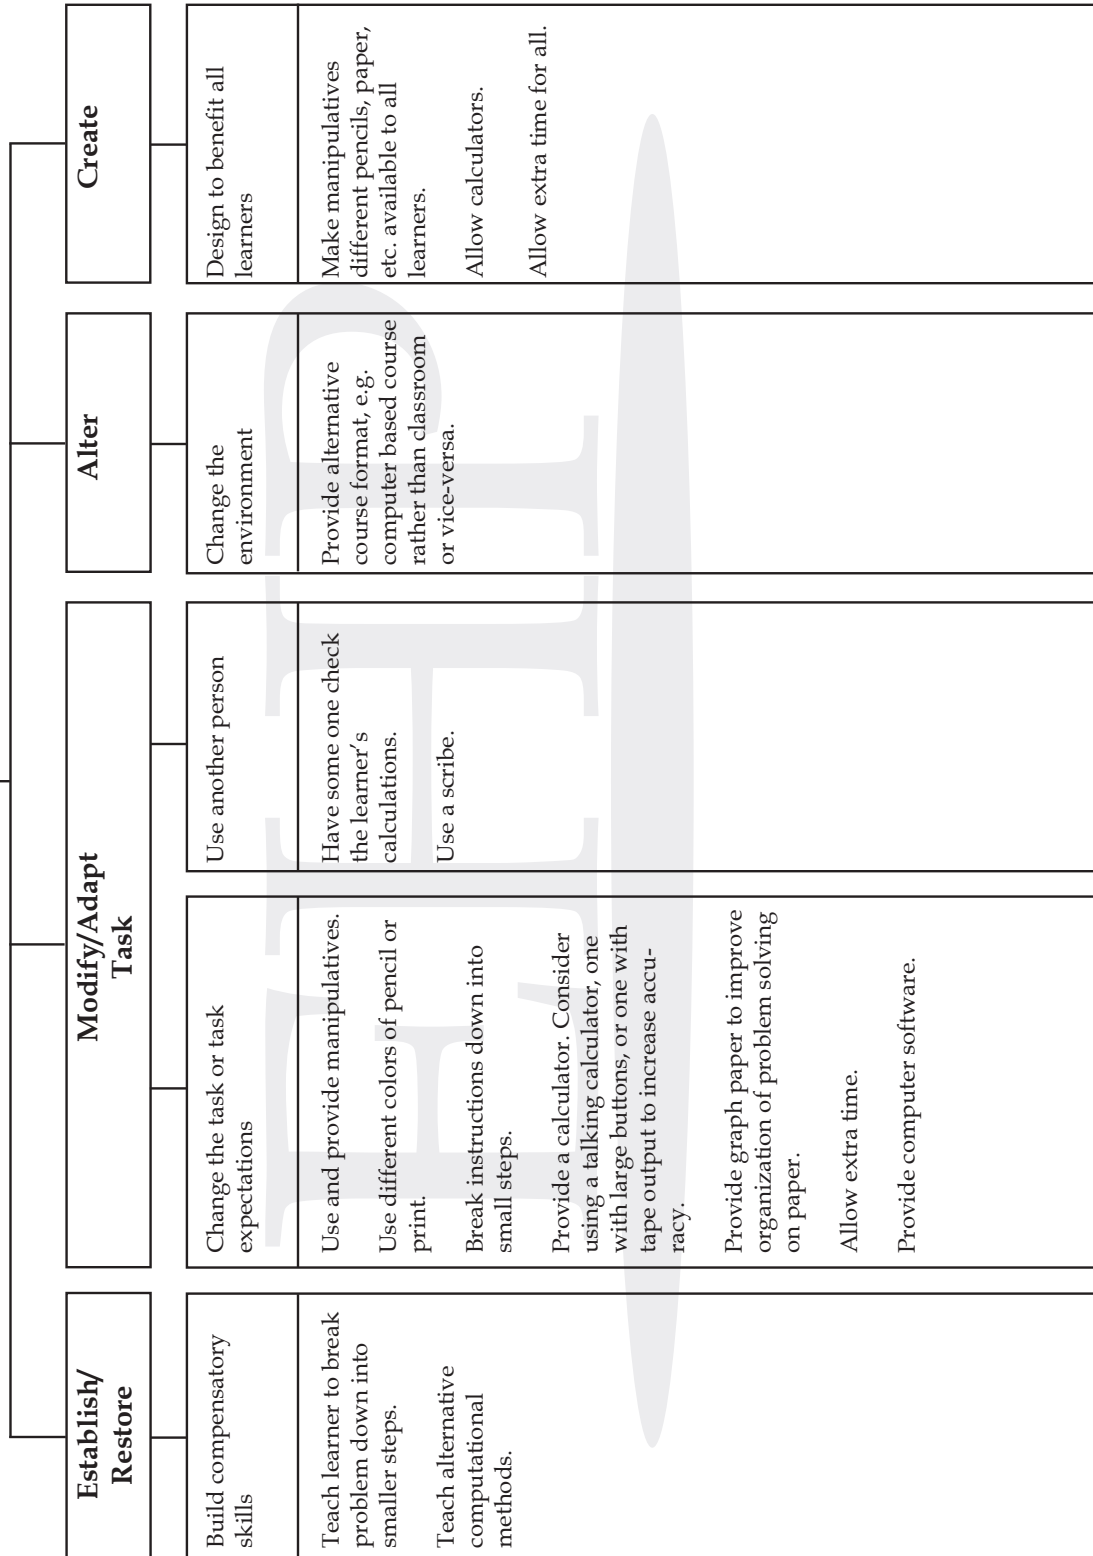 Establish/
Restore
Build compensatory
skills
Teach learner to break
problem down into
smaller steps.
Teach alternative
computational
methods.
Modify/Adapt
Task
Change the task or task
expectations
Use and provide manipulatives.
Use different colors of pencil or
print.
Break instructions down into
small steps.
Provide a calculator. Consider
using a talking calculator, one
with large buttons, or one with
tape output to increase accu-
racy.
Provide graph paper to improve
organization of problem solving
on paper.
Allow extra time.
Provide computer software.
Use another person
Have some one check
the learner's
calculations.
Use a scribe.
Alter
Change the
environment
Provide alternative
course format, e.g.
computer based course
rather than classroom
or vice-versa.
Create
Design to benefit all
learners
Make manipulatives
different pencils, paper,
etc. available to all
learners.
Allow calculators.
Allow extra time for all.
EHP